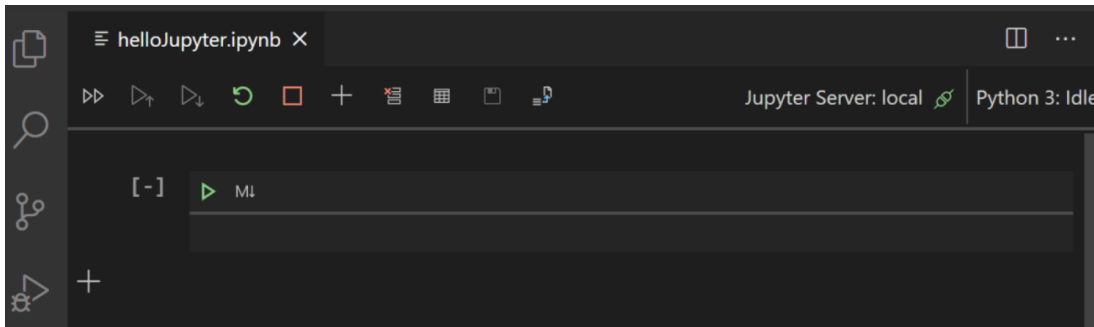 helloJupyter.ipynb
Jupyter Server: local
Python 3: Idle
[-]
M↓